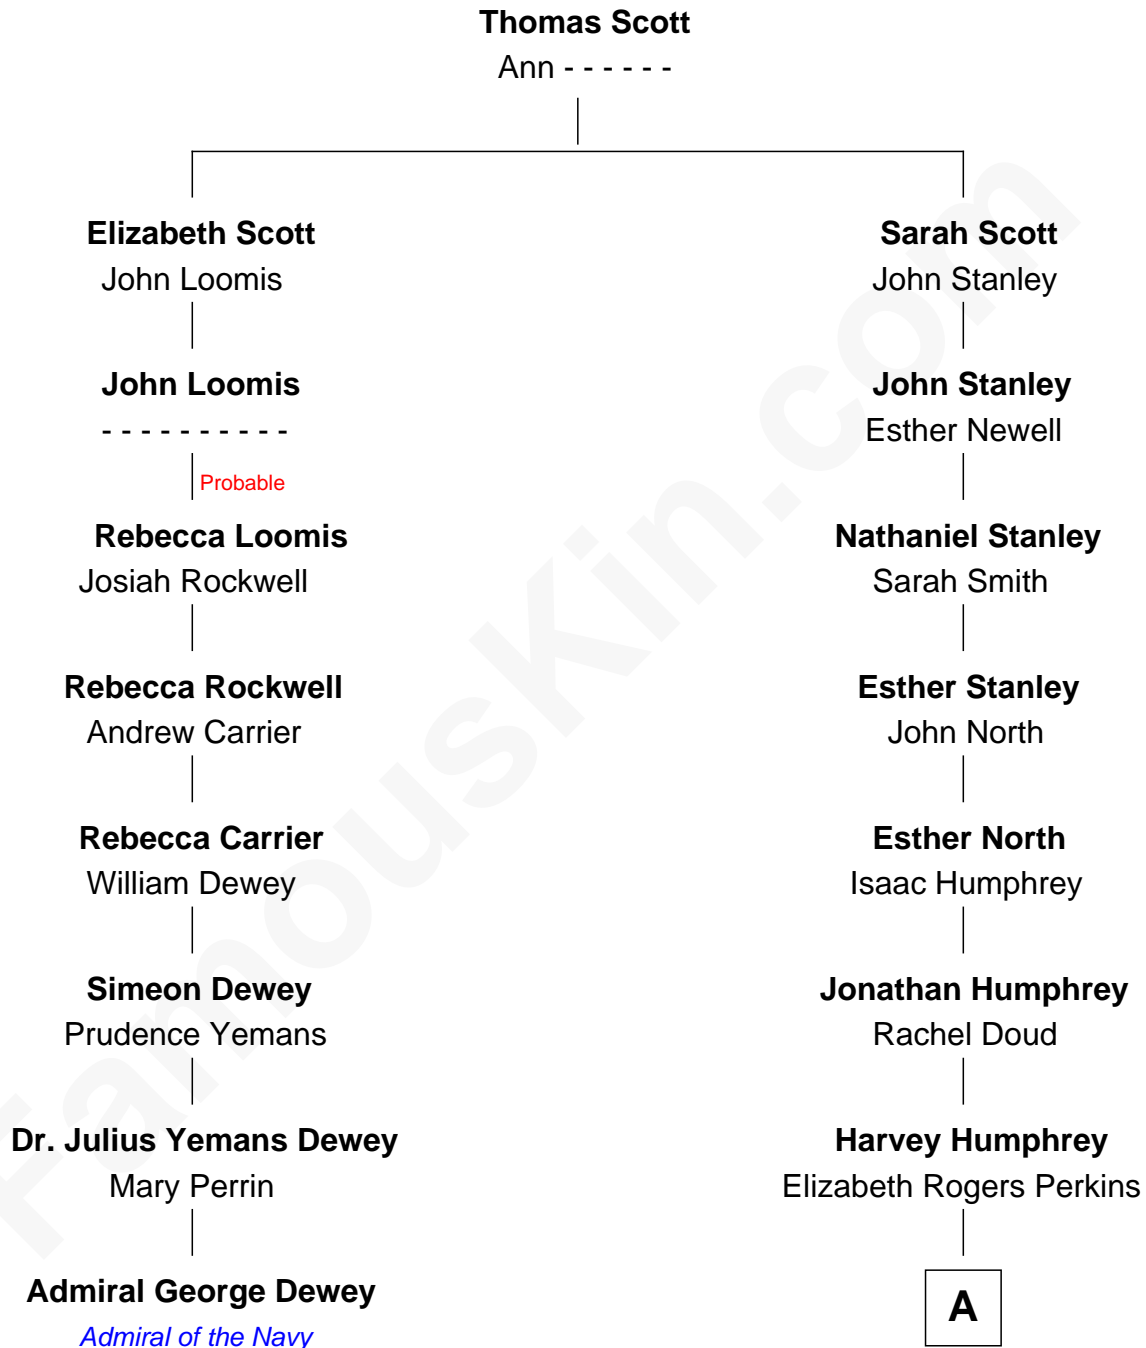 Thomas Scott
Ann - - - - - -
Elizabeth Scott
John Loomis
Sarah Scott
John Stanley
John Loomis
- - - - - - - - - -
John Stanley
Esther Newell
Probable
Rebecca Loomis
Josiah Rockwell
Nathaniel Stanley
Sarah Smith
Rebecca Rockwell
Andrew Carrier
Esther Stanley
John North
Rebecca Carrier
William Dewey
Esther North
Isaac Humphrey
Simeon Dewey
Prudence Yemans
Jonathan Humphrey
Rachel Doud
Dr. Julius Yemans Dewey
Mary Perrin
Harvey Humphrey
Elizabeth Rogers Perkins
Admiral George Dewey
Admiral of the Navy
A
FamousKin.com